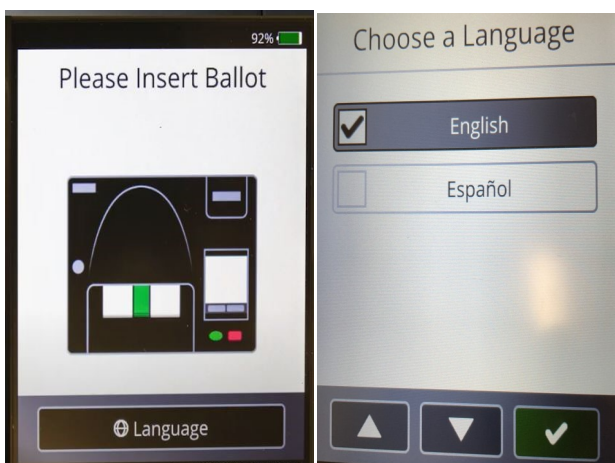 92%
Please Insert Ballot
Language
Choose a Language
English
Español